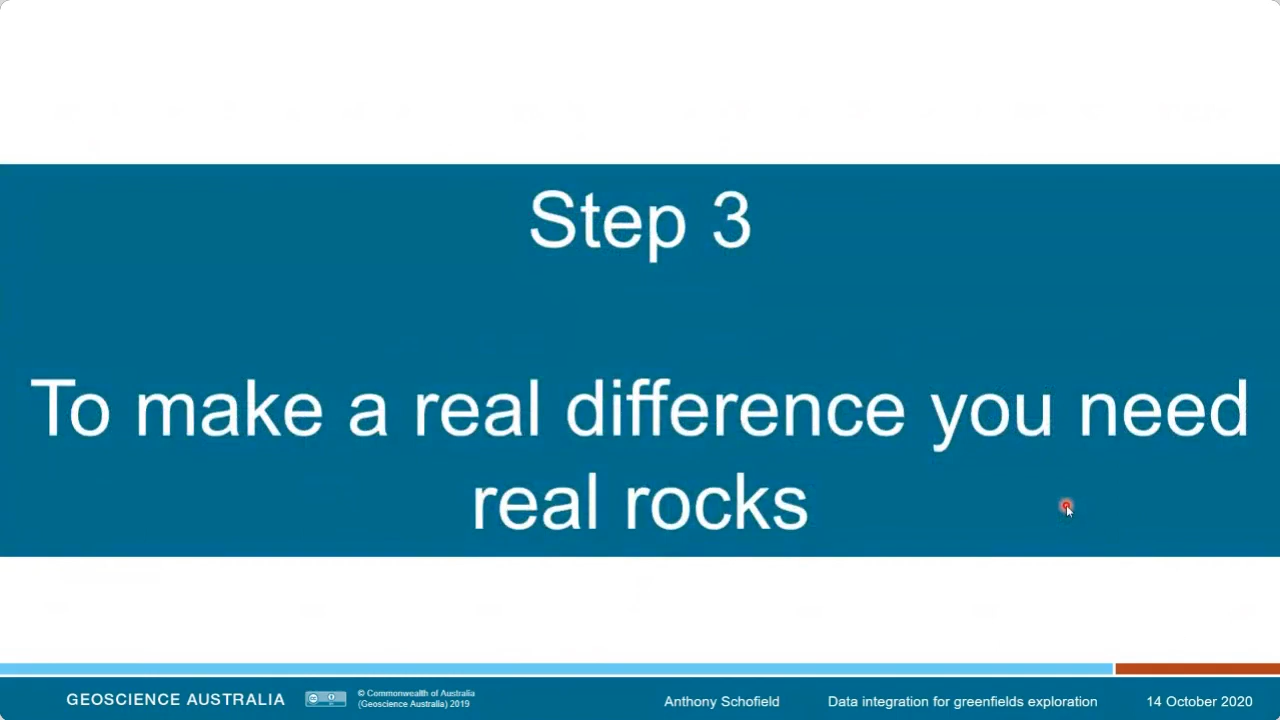 Step 3
To make a real difference you need
real rocks
GEOSCIENCE AUSTRALIA
© Commonwealth of Australia
(Geoscience Australia) 2019
Anthony Schofield
Data integration for greenfields exploration
14 October 2020